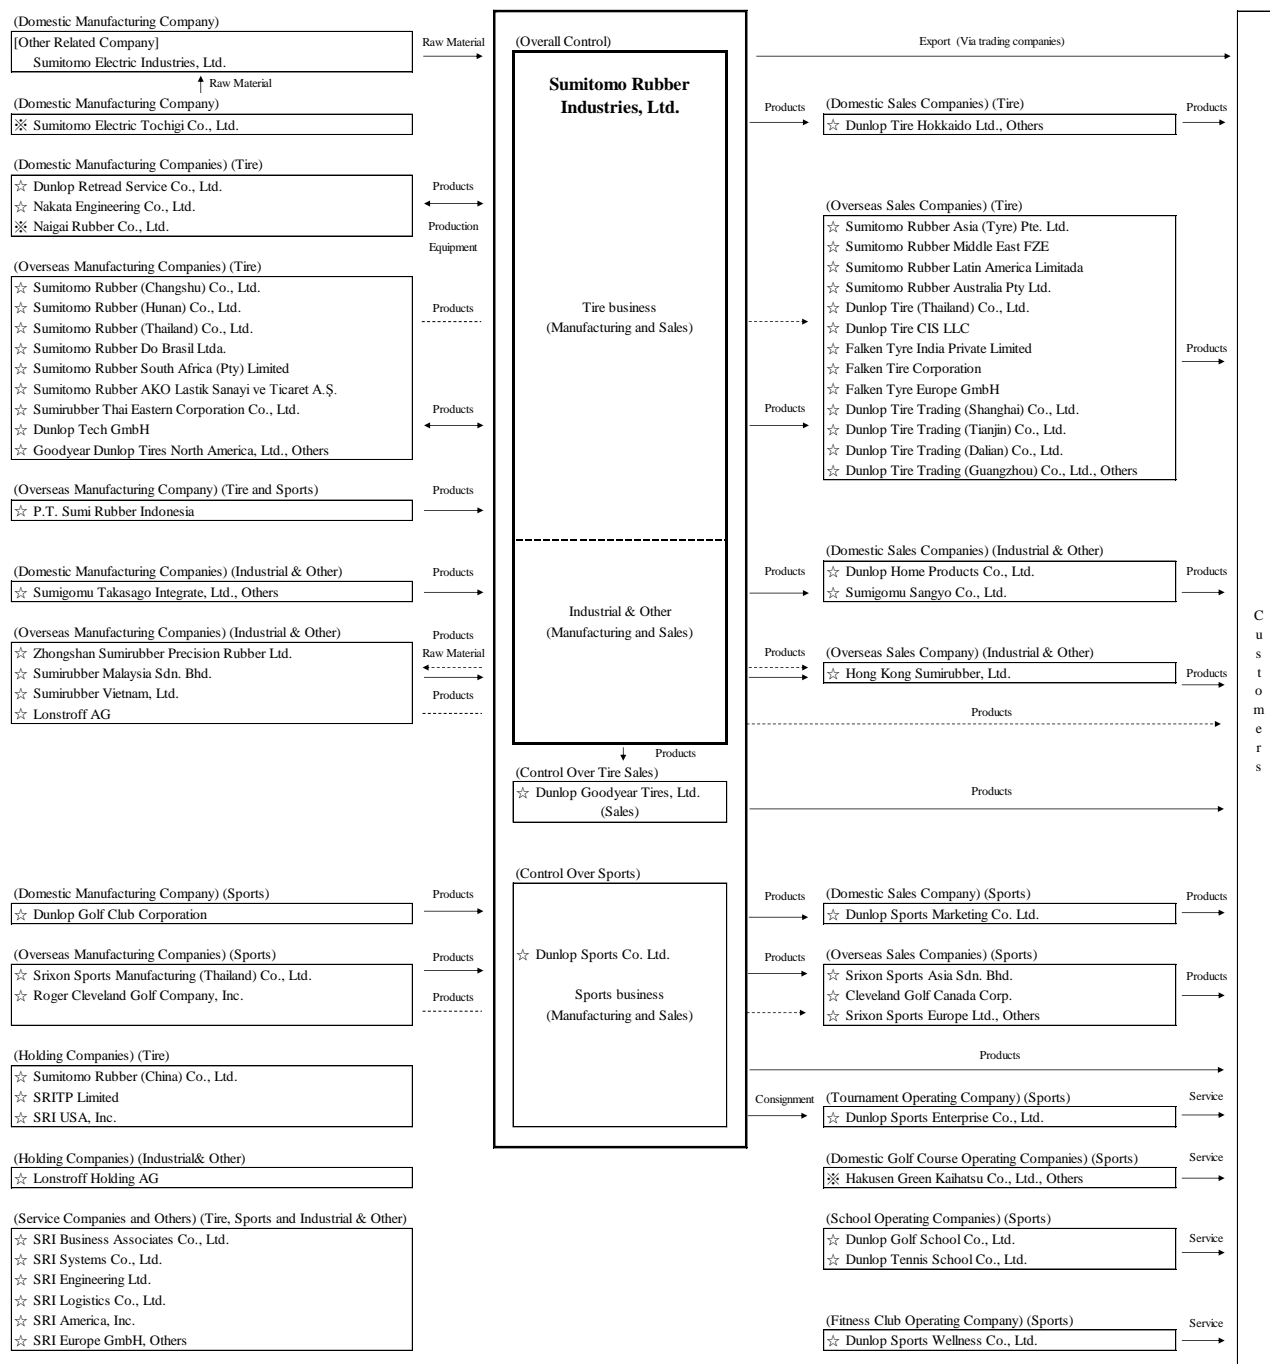 (Domestic Manufacturing Company)
[Other Related Company]
Sumitomo Electric Industries, Ltd.
Raw Material
↑ Raw Material
(Domestic Manufacturing Company)
※ Sumitomo Electric Tochigi Co., Ltd.
(Domestic Manufacturing Companies) (Tire)
☆ Dunlop Retread Service Co., Ltd.
☆ Nakata Engineering Co., Ltd.
※ Naigai Rubber Co., Ltd.
Products
Production
Equipment
(Overseas Manufacturing Companies) (Tire)
☆ Sumitomo Rubber (Changshu) Co., Ltd.
☆ Sumitomo Rubber (Hunan) Co., Ltd.
☆ Sumitomo Rubber (Thailand) Co., Ltd.
☆ Sumitomo Rubber Do Brasil Ltda.
☆ Sumitomo Rubber South Africa (Pty) Limited
☆ Sumitomo Rubber AKO Lastik Sanayi ve Ticaret A.Ş.
☆ Sumirubber Thai Eastern Corporation Co., Ltd.
☆ Dunlop Tech GmbH
☆ Goodyear Dunlop Tires North America, Ltd., Others
Products
Products
(Overseas Manufacturing Company) (Tire and Sports)
☆ P.T. Sumi Rubber Indonesia
Products
(Domestic Manufacturing Companies) (Industrial & Other)
☆ Sumigomu Takasago Integrate, Ltd., Others
Products
(Overseas Manufacturing Companies) (Industrial & Other)
☆ Zhongshan Sumirubber Precision Rubber Ltd.
☆ Sumirubber Malaysia Sdn. Bhd.
☆ Sumirubber Vietnam, Ltd.
☆ Lonstroff AG
Products
Raw Material
Products
(Domestic Manufacturing Company) (Sports)
☆ Dunlop Golf Club Corporation
Products
(Overseas Manufacturing Companies) (Sports)
☆ Srixon Sports Manufacturing (Thailand) Co., Ltd.
☆ Roger Cleveland Golf Company, Inc.
Products
Products
(Holding Companies) (Tire)
☆ Sumitomo Rubber (China) Co., Ltd.
☆ SRITP Limited
☆ SRI USA, Inc.
(Holding Companies) (Industrial& Other)
☆ Lonstroff Holding AG
(Service Companies and Others) (Tire, Sports and Industrial & Other)
☆ SRI Business Associates Co., Ltd.
☆ SRI Systems Co., Ltd.
☆ SRI Engineering Ltd.
☆ SRI Logistics Co., Ltd.
☆ SRI America, Inc.
☆ SRI Europe GmbH, Others
(Overall Control)
Sumitomo Rubber
Industries, Ltd.
Tire business
(Manufacturing and Sales)
Industrial & Other
(Manufacturing and Sales)
Products
(Control Over Tire Sales)
☆ Dunlop Goodyear Tires, Ltd.
(Sales)
(Control Over Sports)
☆ Dunlop Sports Co. Ltd.
Sports business
(Manufacturing and Sales)
Export (Via trading companies)
Products
(Domestic Sales Companies) (Tire)
☆ Dunlop Tire Hokkaido Ltd., Others
Products
(Overseas Sales Companies) (Tire)
☆ Sumitomo Rubber Asia (Tyre) Pte. Ltd.
☆ Sumitomo Rubber Middle East FZE
☆ Sumitomo Rubber Latin America Limitada
☆ Sumitomo Rubber Australia Pty Ltd.
☆ Dunlop Tire (Thailand) Co., Ltd.
☆ Dunlop Tire CIS LLC
☆ Falken Tyre India Private Limited
☆ Falken Tire Corporation
☆ Falken Tyre Europe GmbH
☆ Dunlop Tire Trading (Shanghai) Co., Ltd.
☆ Dunlop Tire Trading (Tianjin) Co., Ltd.
☆ Dunlop Tire Trading (Dalian) Co., Ltd.
☆ Dunlop Tire Trading (Guangzhou) Co., Ltd., Others
Products
Products
(Domestic Sales Companies) (Industrial & Other)
Products
☆ Dunlop Home Products Co., Ltd.
☆ Sumigomu Sangyo Co., Ltd.
Products
(Overseas Sales Company) (Industrial & Other)
Products
☆ Hong Kong Sumirubber, Ltd.
Products
Products
Products
(Domestic Sales Company) (Sports)
Products
☆ Dunlop Sports Marketing Co. Ltd.
Products
(Overseas Sales Companies) (Sports)
Products
☆ Srixon Sports Asia Sdn. Bhd.
☆ Cleveland Golf Canada Corp.
☆ Srixon Sports Europe Ltd., Others
Products
Products
Consignment
(Tournament Operating Company) (Sports)
☆ Dunlop Sports Enterprise Co., Ltd.
Service
(Domestic Golf Course Operating Companies) (Sports)
※ Hakusen Green Kaihatsu Co., Ltd., Others
Service
(School Operating Companies) (Sports)
☆ Dunlop Golf School Co., Ltd.
☆ Dunlop Tennis School Co., Ltd.
Service
(Fitness Club Operating Company) (Sports)
☆ Dunlop Sports Wellness Co., Ltd.
Service
Customers